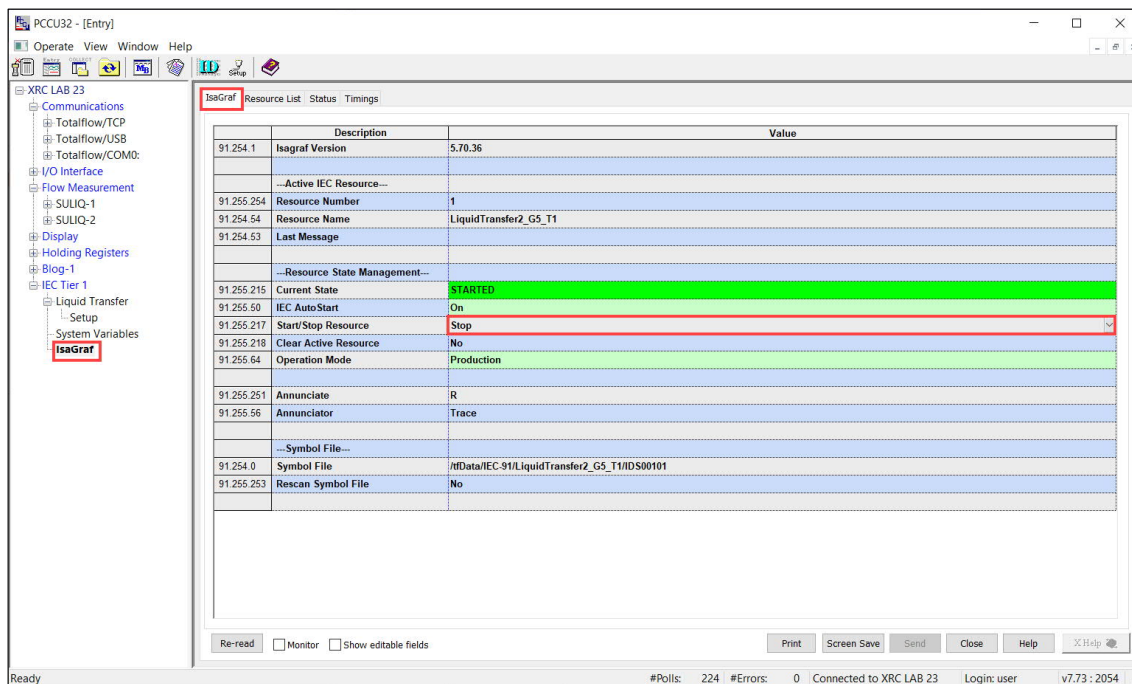 PCCU32 - [Entry]
Operate View Window Help
Setup
XRC LAB 23
Communications
Totalflow/TCP
Totalflow/USB
Totalflow/COM0:
I/O Interface
Flow Measurement
SULIQ-1
SULIQ-2
Display
Holding Registers
Blog-1
IEC Tier 1
Liquid Transfer
Setup
System Variables
IsaGraf
IsaGraf Resource List Status Timings
Description Value
91.254.1 Isagraf Version 5.70.36
---Active IEC Resource---
91.255.254 Resource Number 1
91.254.54 Resource Name LiquidTransfer2_G5_T1
91.254.53 Last Message
---Resource State Management---
91.255.215 Current State STARTED
91.255.50 IEC AutoStart On
91.255.217 Start/Stop Resource Stop
91.255.218 Clear Active Resource No
91.255.64 Operation Mode Production
91.255.251 Annunciate R
91.255.56 Annunciator Trace
---Symbol File---
91.254.0 Symbol File /tfData/IEC-91/LiquidTransfer2_G5_T1/IDS00101
91.255.253 Rescan Symbol File No
Re-read Monitor Show editable fields Print Screen Save Send Close Help X Help
Ready #Polls: 224 #Errors: 0 Connected to XRC LAB 23 Login: user v7.73 : 2054